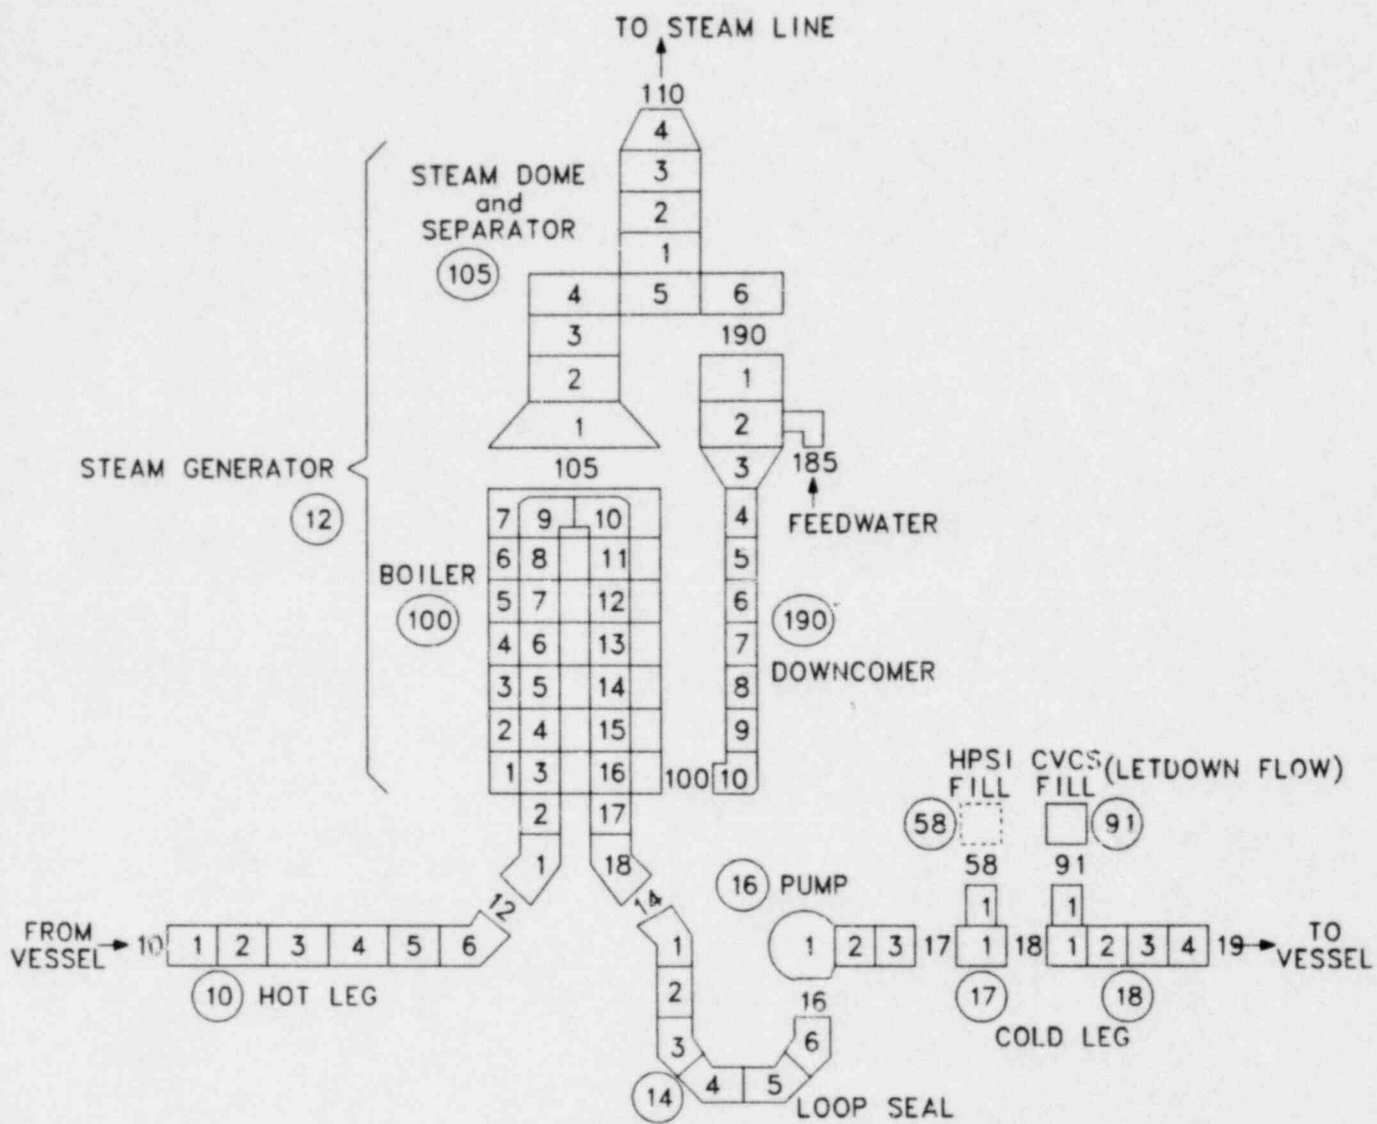 TO STEAM LINE
110
4
STEAM DOME
and
SEPARATOR
105
3
2
1
4 5 6
3
190
2
1
1
2
185
FEEDWATER
105
3
STEAM GENERATOR
12
7 9 10
4
6 8 11
5
BOILER
100
5 7 12
6
190
4 6 13
7
DOWNCOMER
3 5 14
8
2 4 15
9
1 3 16
100 10
2 17
1 18
12
14
HPSI
FILL
CVCS
FILL
(LETDOWN FLOW)
58
91
58
91
1
1
FROM
VESSEL
10 1 2 3 4 5 6
10 HOT LEG
1
2
3
4 5
6
14
LOOP SEAL
16
16 PUMP
1 2 3 17 1 18 1 2 3 4 19
TO
VESSEL
17
18
COLD LEG